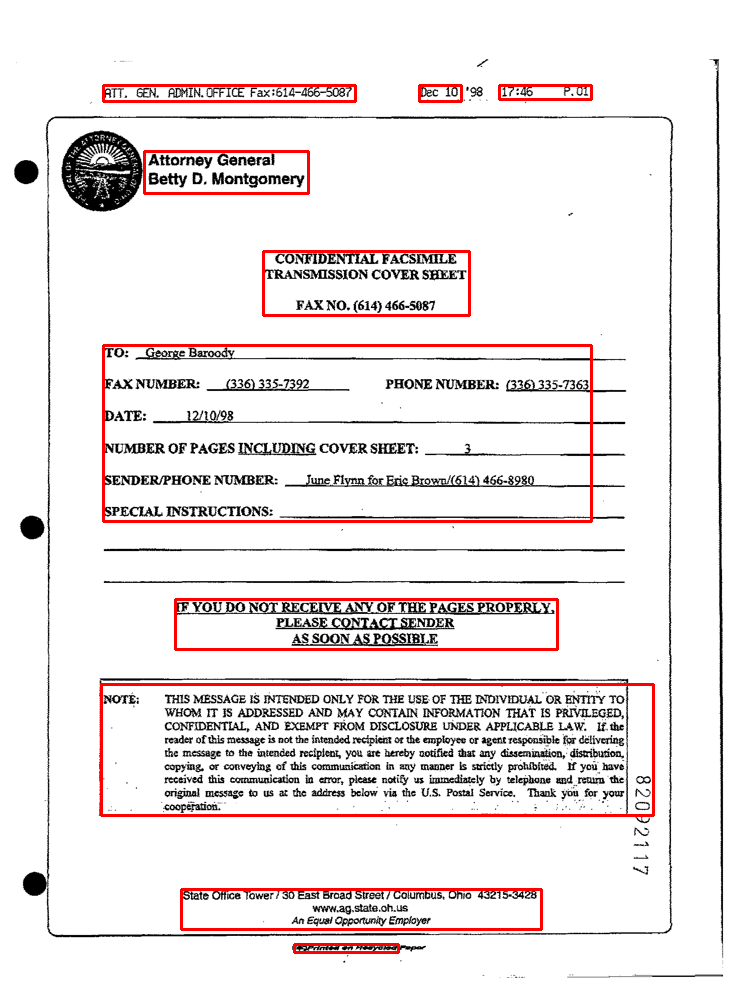 ATT. GEN. ADMIN.OFFICE Fax:614-466-5087 Dec 10 '98 17:46 P.01
Attorney General
Betty D. Montgomery
CONFIDENTIAL FACSIMILE
TRANSMISSION COVER SHEET
FAX NO. (614) 466-5087
TO: George Baroody
FAX NUMBER: (336) 335-7392 PHONE NUMBER: (336) 335-7363
DATE: 12/10/98
NUMBER OF PAGES INCLUDING COVER SHEET: 3
SENDER/PHONE NUMBER: June Flynn for Eric Brown/(614) 466-8980
SPECIAL INSTRUCTIONS:
IF YOU DO NOT RECEIVE ANY OF THE PAGES PROPERLY,
PLEASE CONTACT SENDER
AS SOON AS POSSIBLE
NOTE: THIS MESSAGE IS INTENDED ONLY FOR THE USE OF THE INDIVIDUAL OR ENTITY TO
WHOM IT IS ADDRESSED AND MAY CONTAIN INFORMATION THAT IS PRIVILEGED,
CONFIDENTIAL, AND EXEMPT FROM DISCLOSURE UNDER APPLICABLE LAW. If the
reader of this message is not the intended recipient or the employee or agent responsible for delivering
the message to the intended recipient, you are hereby notified that any dissemination, distribution,
copying, or conveying of this communication in any manner is strictly prohibited. If you have
received this communication in error, please notify us immediately by telephone and return the
original message to us at the address below via the U.S. Postal Service. Thank you for your
cooperation.
82092117
State Office Tower / 30 East Broad Street / Columbus, Ohio 43215-3428
www.ag.state.oh.us
An Equal Opportunity Employer
Printed on Recycled Paper